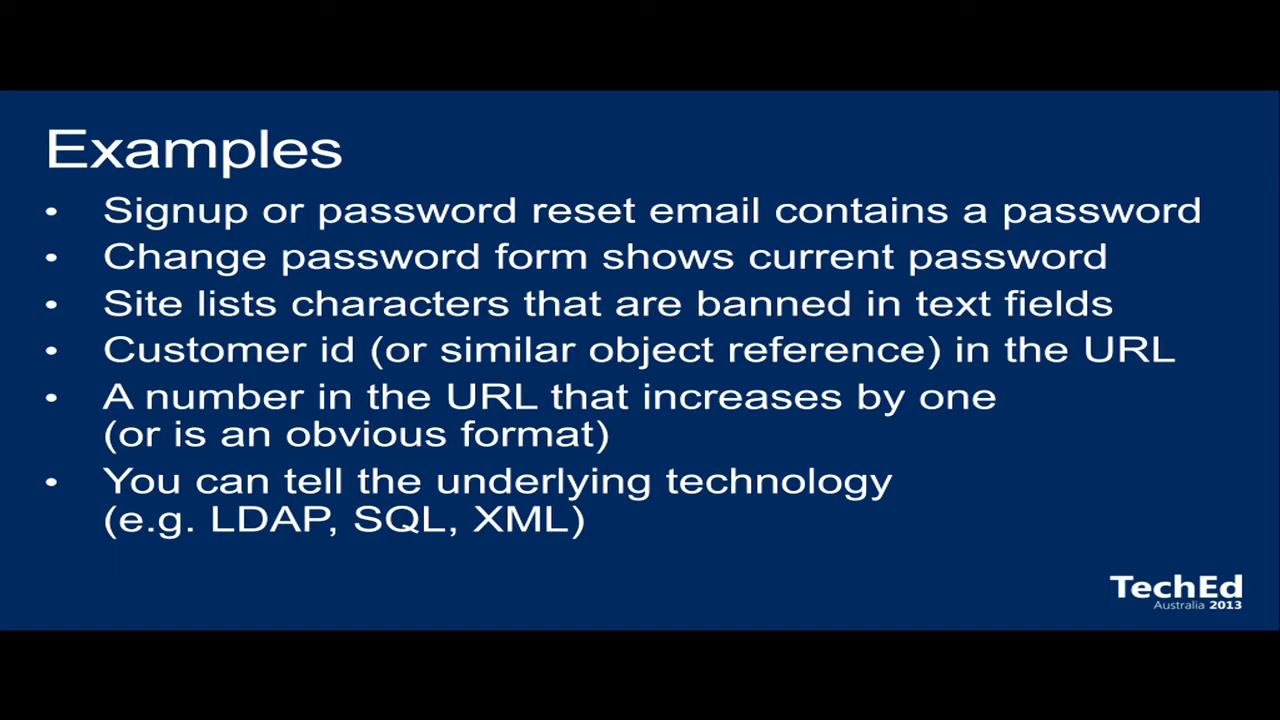 Examples
• Signup or password reset email contains a password
• Change password form shows current password
• Site lists characters that are banned in text fields
• Customer id (or similar object reference) in the URL
• A number in the URL that increases by one
(or is an obvious format)
• You can tell the underlying technology
(e.g. LDAP, SQL, XML)
TechEd
Australia 2013